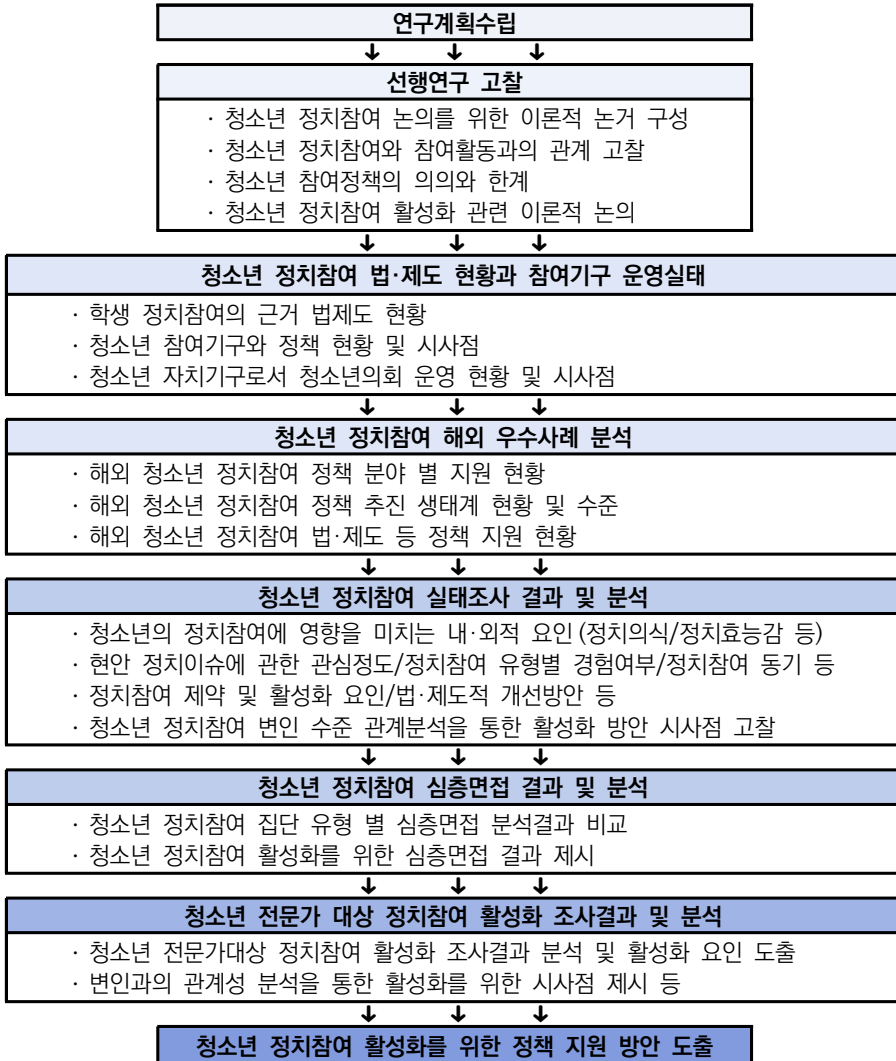 연구계획수립
↓ ↓ ↓
선행연구 고찰
· 청소년 정치참여 논의를 위한 이론적 논거 구성
· 청소년 정치참여와 참여활동과의 관계 고찰
· 청소년 참여정책의 의의와 한계
· 청소년 정치참여 활성화 관련 이론적 논의
↓ ↓ ↓
청소년 정치참여 법·제도 현황과 참여기구 운영실태
· 학생 정치참여의 근거 법제도 현황
· 청소년 참여기구와 정책 현황 및 시사점
· 청소년 자치기구로서 청소년의회 운영 현황 및 시사점
↓ ↓ ↓
청소년 정치참여 해외 우수사례 분석
· 해외 청소년 정치참여 정책 분야 별 지원 현황
· 해외 청소년 정치참여 정책 추진 생태계 현황 및 수준
· 해외 청소년 정치참여 법·제도 등 정책 지원 현황
↓ ↓ ↓
청소년 정치참여 실태조사 결과 및 분석
· 청소년의 정치참여에 영향을 미치는 내·외적 요인(정치의식/정치효능감 등)
· 현안 정치이슈에 관한 관심정도/정치참여 유형별 경험여부/정치참여 동기 등
· 정치참여 제약 및 활성화 요인/법·제도적 개선방안 등
· 청소년 정치참여 변인 수준 관계분석을 통한 활성화 방안 시사점 고찰
↓ ↓ ↓
청소년 정치참여 심층면접 결과 및 분석
· 청소년 정치참여 집단 유형 별 심층면접 분석결과 비교
· 청소년 정치참여 활성화를 위한 심층면접 결과 제시
↓ ↓ ↓
청소년 전문가 대상 정치참여 활성화 조사결과 및 분석
· 청소년 전문가대상 정치참여 활성화 조사결과 분석 및 활성화 요인 도출
· 변인과의 관계성 분석을 통한 활성화를 위한 시사점 제시 등
↓ ↓ ↓
청소년 정치참여 활성화를 위한 정책 지원 방안 도출